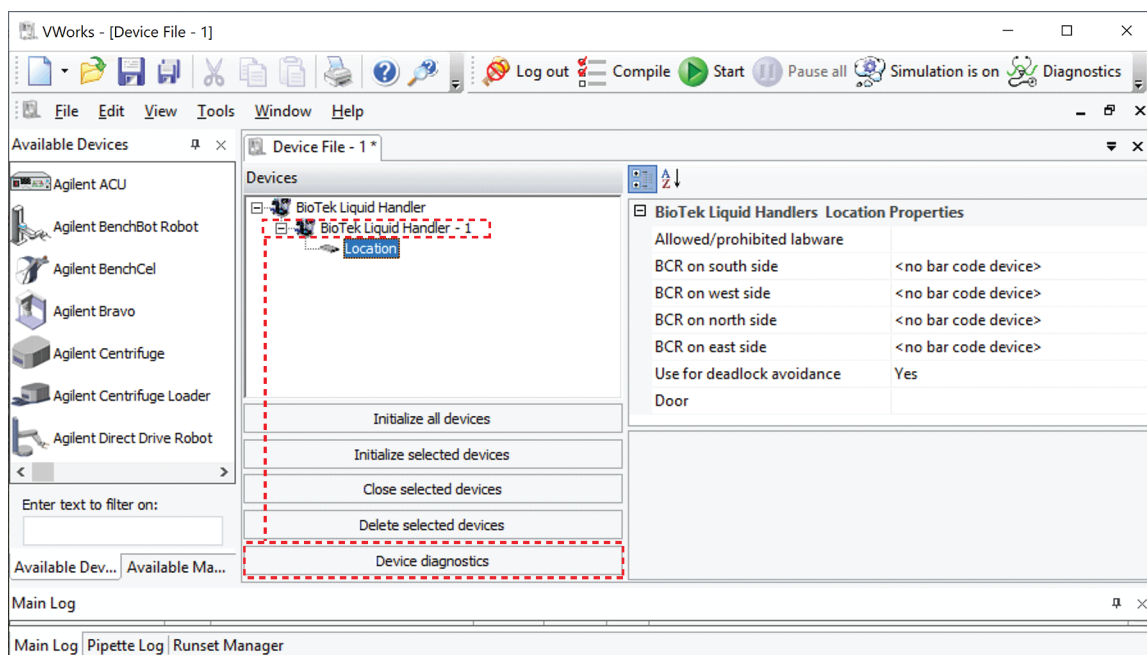 VWorks - [Device File - 1]
Log out Compile Start Pause all Simulation is on Diagnostics
File Edit View Tools Window Help
Available Devices
Agilent ACU
Agilent BenchBot Robot
Agilent BenchCel
Agilent Bravo
Agilent Centrifuge
Agilent Centrifuge Loader
Agilent Direct Drive Robot
Enter text to filter on:
Available Dev... Available Ma...
Device File - 1 *
Devices
BioTek Liquid Handler
BioTek Liquid Handler - 1
Location
Initialize all devices
Initialize selected devices
Close selected devices
Delete selected devices
Device diagnostics
A
Z
BioTek Liquid Handlers Location Properties
Allowed/prohibited labware
BCR on south side <no bar code device>
BCR on west side <no bar code device>
BCR on north side <no bar code device>
BCR on east side <no bar code device>
Use for deadlock avoidance Yes
Door
Main Log
Main Log Pipette Log Runset Manager